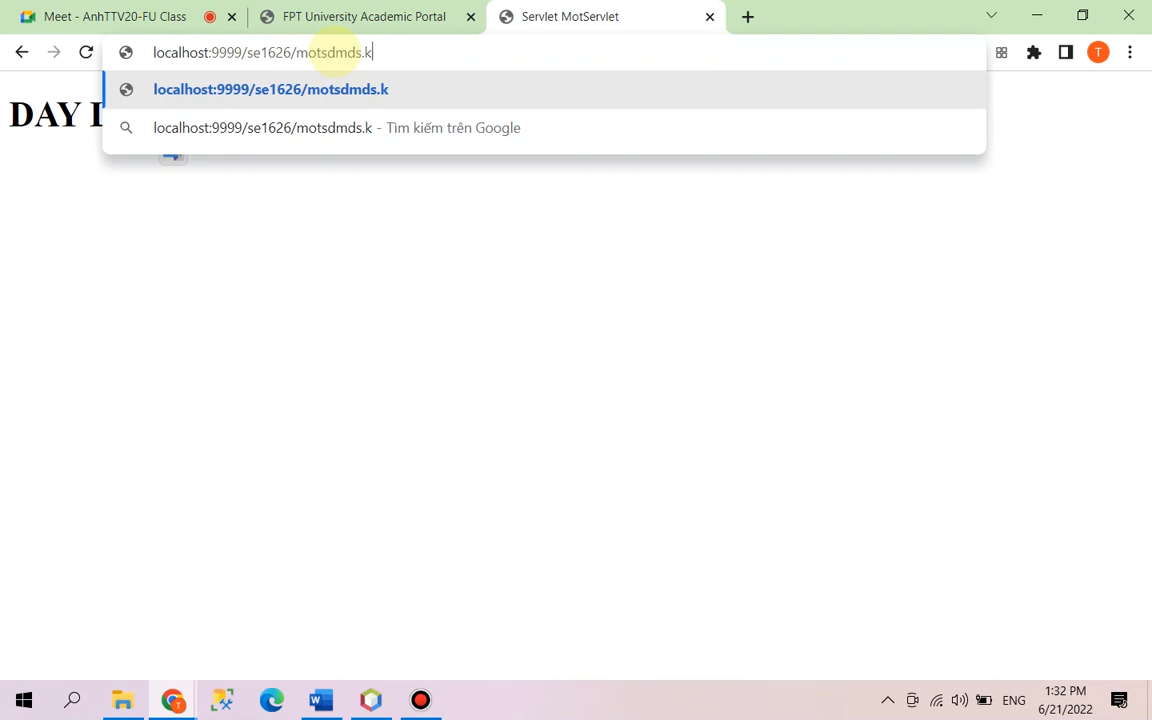 Meet - AnhTTV20-FU Class
FPT University Academic Portal
Servlet MotServlet
localhost:9999/se1626/motsdmds.k
T
localhost:9999/se1626/motsdmds.k
localhost:9999/se1626/motsdmds.k - Tìm kiếm trên Google
DAY
ENG
1:32 PM
6/21/2022